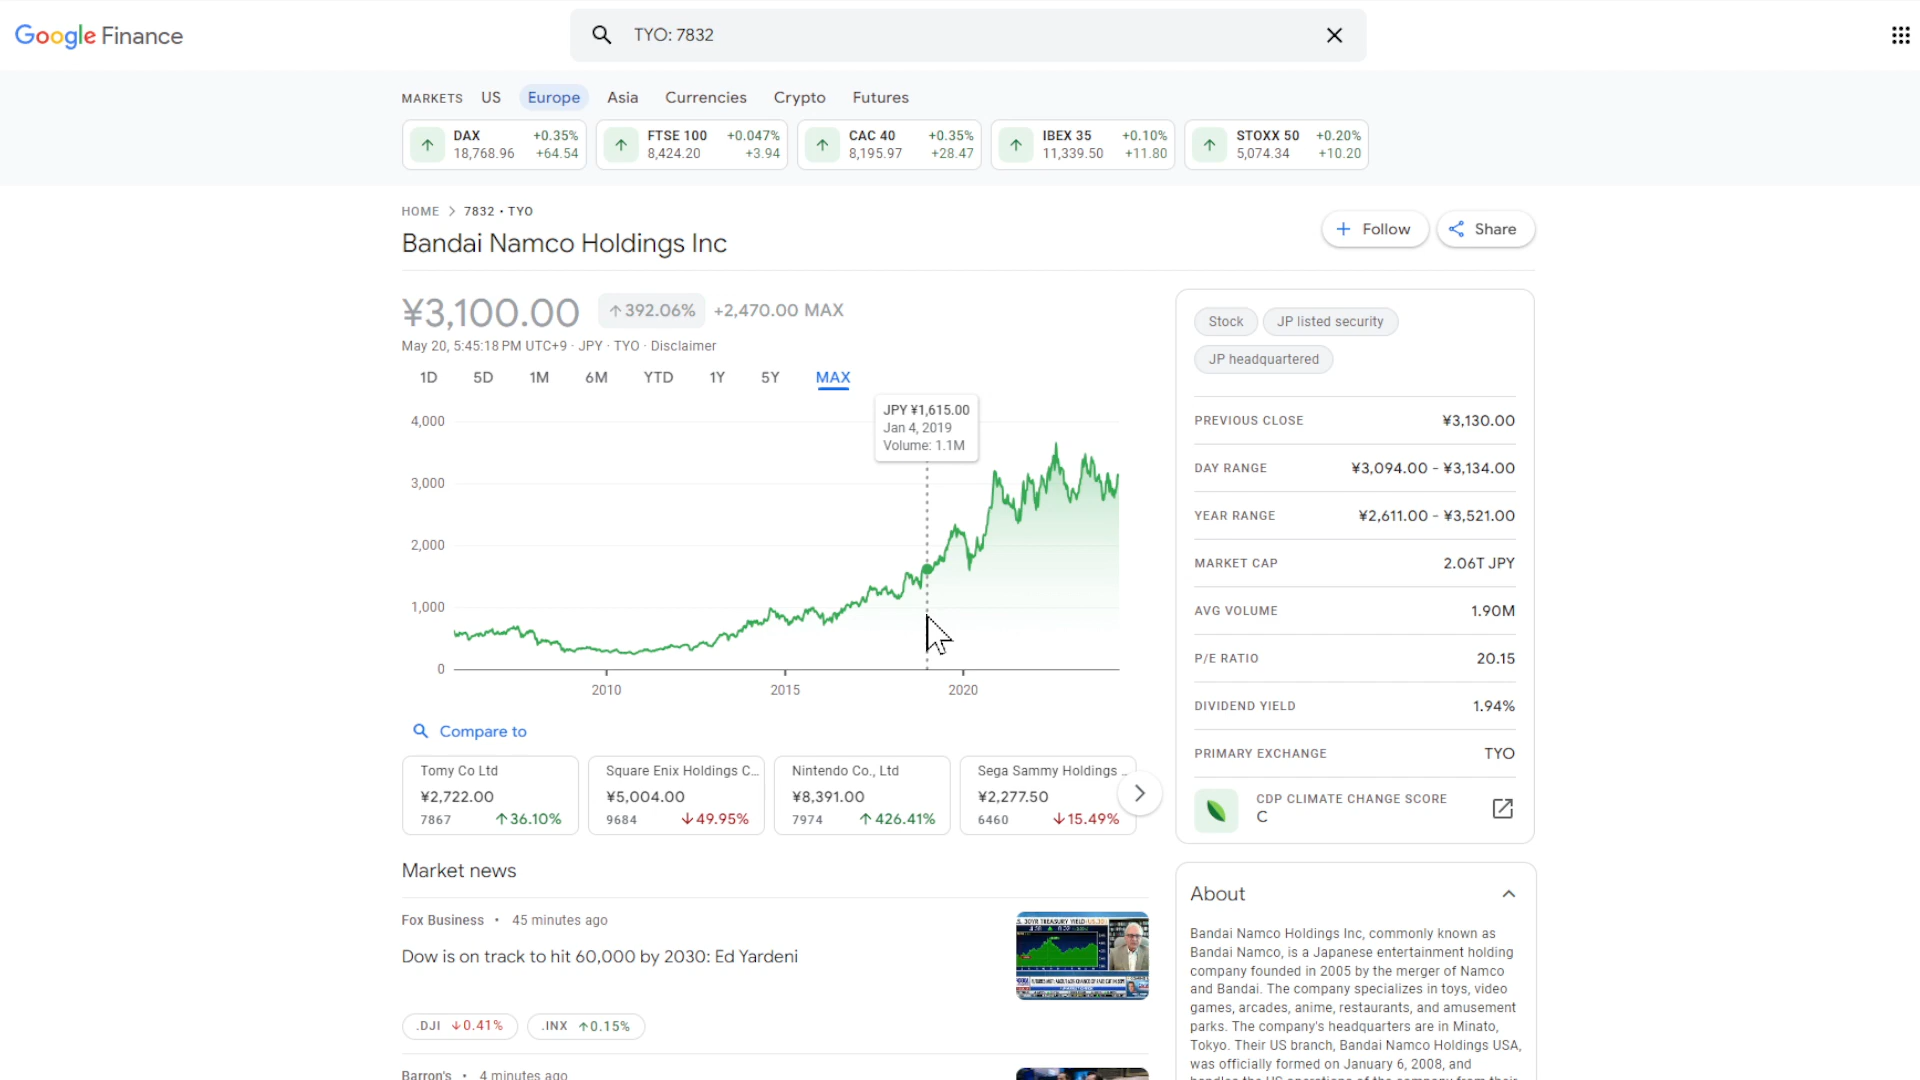 Google Finance
TYO: 7832
MARKETS US Europe Asia Currencies Crypto Futures
DAX +0.35%
18,768.96 +64.54
FTSE 100 +0.047%
8,424.20 +3.94
CAC 40 +0.35%
8,195.97 +28.47
IBEX 35 +0.10%
11,339.50 +11.80
STOXX 50 +0.20%
5,074.34 +10.20
HOME > 7832 • TYO
Bandai Namco Holdings Inc
+ Follow
Share
¥3,100.00 ↑392.06% +2,470.00 MAX
May 20, 5:45:18 PM UTC+9 · JPY · TYO · Disclaimer
1D 5D 1M 6M YTD 1Y 5Y MAX
JPY ¥1,615.00
Jan 4, 2019
Volume: 1.1M
4,000
3,000
2,000
1,000
0
2010 2015 2020
Compare to
Tomy Co Ltd
¥2,722.00
7867 ↑36.10%
Square Enix Holdings C...
¥5,004.00
9684 ↓49.95%
Nintendo Co., Ltd
¥8,391.00
7974 ↑426.41%
Sega Sammy Holdings ...
¥2,277.50
6460 ↓15.49%
Market news
Fox Business • 45 minutes ago
Dow is on track to hit 60,000 by 2030: Ed Yardeni
.DJI ↓0.41% .INX ↑0.15%
Barron's • 4 minutes ago
Stock JP listed security
JP headquartered
PREVIOUS CLOSE ¥3,130.00
DAY RANGE ¥3,094.00 - ¥3,134.00
YEAR RANGE ¥2,611.00 - ¥3,521.00
MARKET CAP 2.06T JPY
AVG VOLUME 1.90M
P/E RATIO 20.15
DIVIDEND YIELD 1.94%
PRIMARY EXCHANGE TYO
CDP CLIMATE CHANGE SCORE
C
About
Bandai Namco Holdings Inc, commonly known as
Bandai Namco, is a Japanese entertainment holding
company founded in 2005 by the merger of Namco
and Bandai. The company specializes in toys, video
games, arcades, anime, restaurants, and amusement
parks. The company's headquarters are in Minato,
Tokyo. Their US branch, Bandai Namco Holdings USA,
was officially formed on January 6, 2008, and